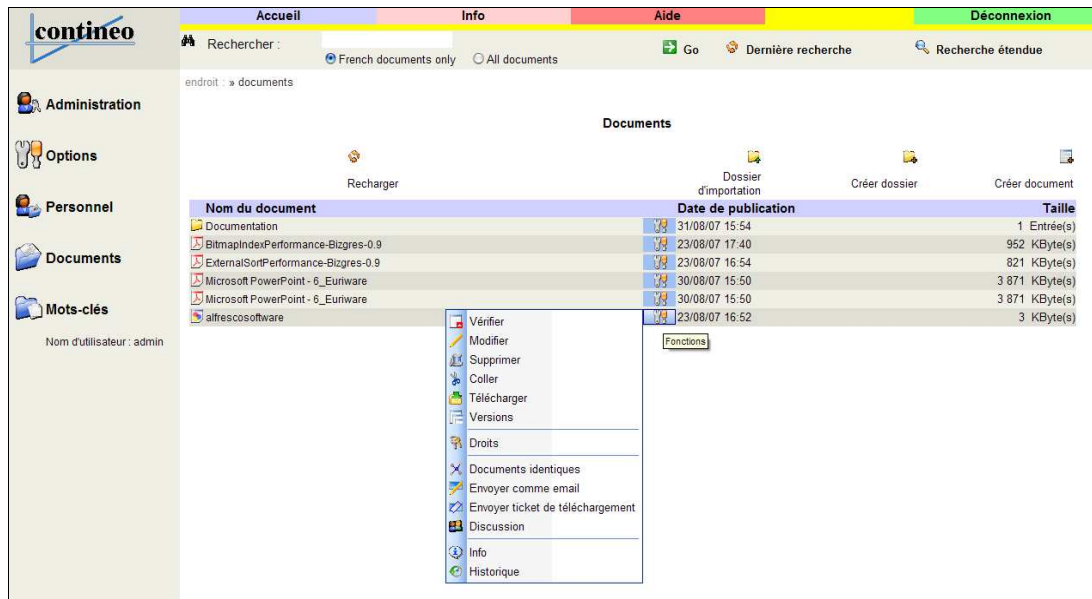 contineo
Accueil Info Aide Déconnexion
Rechercher :
French documents only All documents
Go Dernière recherche Recherche étendue
endroit : » documents
Administration
Options
Personnel
Documents
Mots-clés
Nom d'utilisateur : admin
Documents
Recharger Dossier d'importation Créer dossier Créer document
Nom du document Date de publication Taille
Documentation 31/08/07 15:54 1 Entrée(s)
BitmapIndexPerformance-Bizgres-0.9 23/08/07 17:40 952 KByte(s)
ExternalSortPerformance-Bizgres-0.9 23/08/07 16:54 821 KByte(s)
Microsoft PowerPoint - 6_Euriware 30/08/07 15:50 3 871 KByte(s)
Microsoft PowerPoint - 6_Euriware 30/08/07 15:50 3 871 KByte(s)
alfrescosoftware 23/08/07 16:52 3 KByte(s)
Fonctions
Vérifier
Modifier
Supprimer
Coller
Télécharger
Versions
Droits
Documents identiques
Envoyer comme email
Envoyer ticket de téléchargement
Discussion
Info
Historique